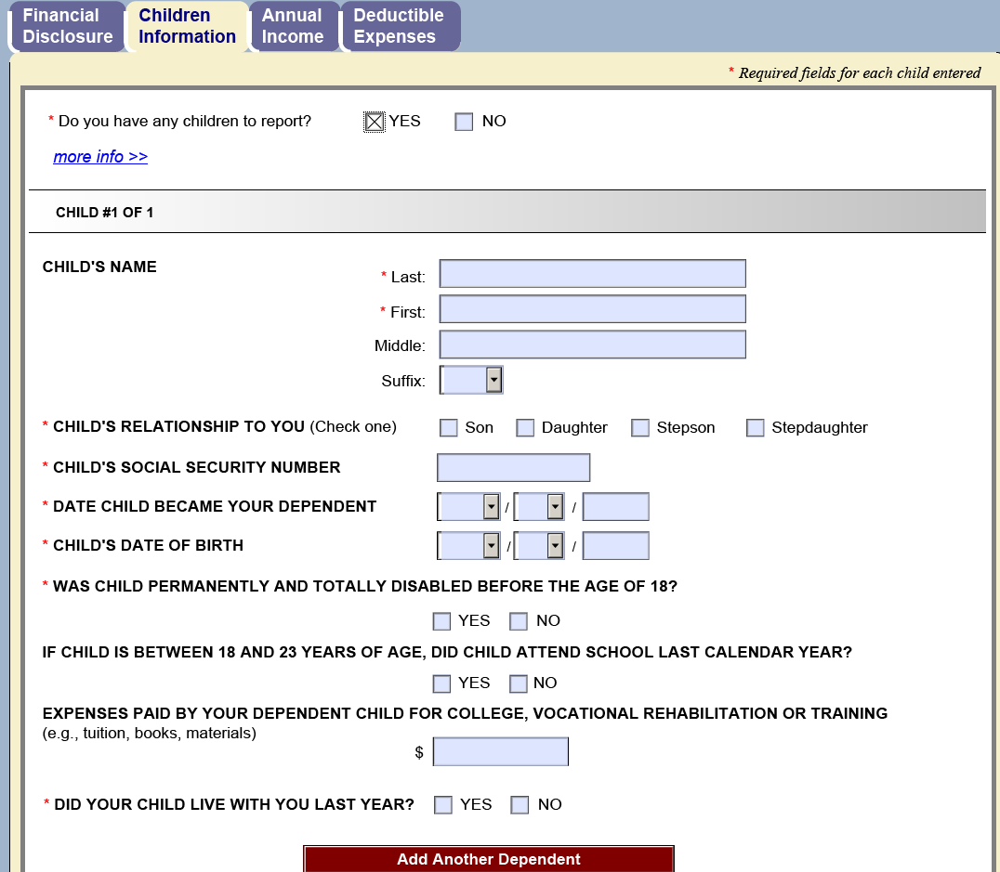 Financial Disclosure
Children Information
Annual Income
Deductible Expenses
* Required fields for each child entered
* Do you have any children to report? YES NO
more info >>
CHILD #1 OF 1
CHILD'S NAME
* Last:
* First:
Middle:
Suffix:
* CHILD'S RELATIONSHIP TO YOU (Check one) Son Daughter Stepson Stepdaughter
* CHILD'S SOCIAL SECURITY NUMBER
* DATE CHILD BECAME YOUR DEPENDENT / /
* CHILD'S DATE OF BIRTH / /
* WAS CHILD PERMANENTLY AND TOTALLY DISABLED BEFORE THE AGE OF 18?
YES NO
IF CHILD IS BETWEEN 18 AND 23 YEARS OF AGE, DID CHILD ATTEND SCHOOL LAST CALENDAR YEAR?
YES NO
EXPENSES PAID BY YOUR DEPENDENT CHILD FOR COLLEGE, VOCATIONAL REHABILITATION OR TRAINING
(e.g., tuition, books, materials)
$
* DID YOUR CHILD LIVE WITH YOU LAST YEAR? YES NO
Add Another Dependent